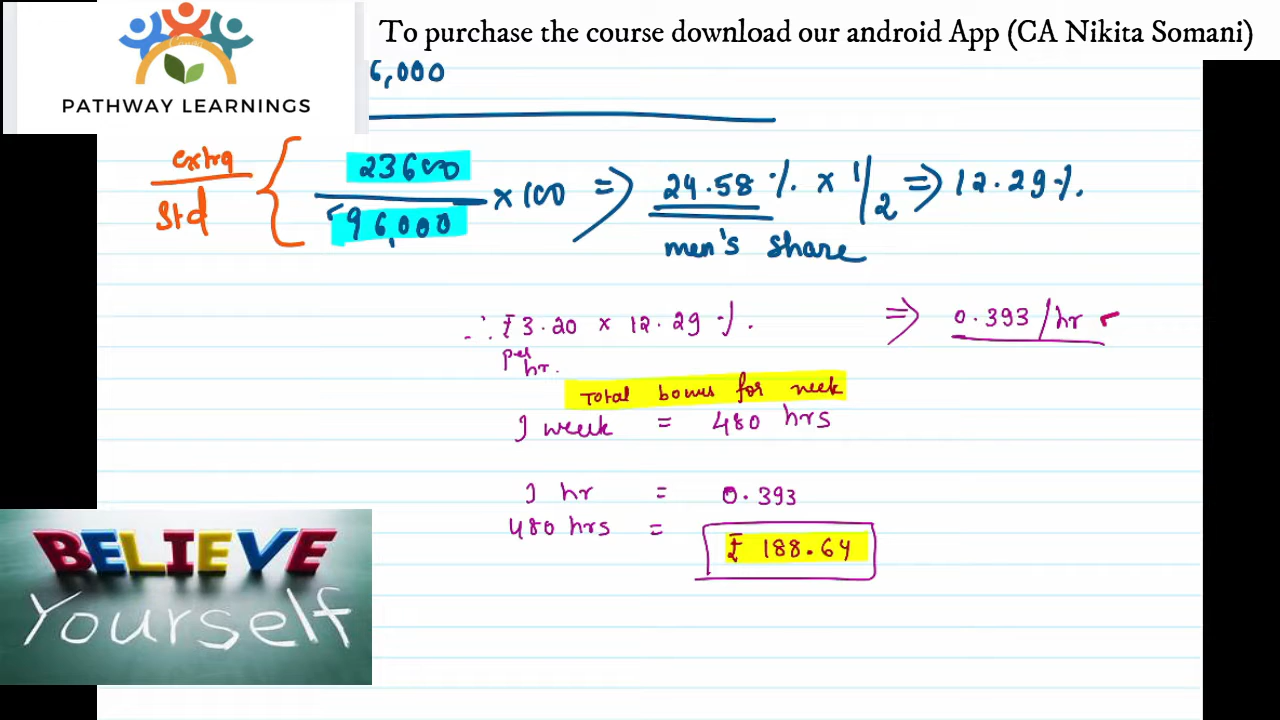 To purchase the course download our android App (CA Nikita Somani)
PATHWAY LEARNINGS
6,000
extra
Std
23600
96,000
x 100 => 24.58 % x 1/2 => 12.29 %.
men's share
∴ ₹3.20 x 12.29 %. => 0.393 /hr
per
hr.
Total bonus for week
1 week = 480 hrs
1 hr = 0.393
480 hrs = ₹ 188.64
BELIEVE
Yourself